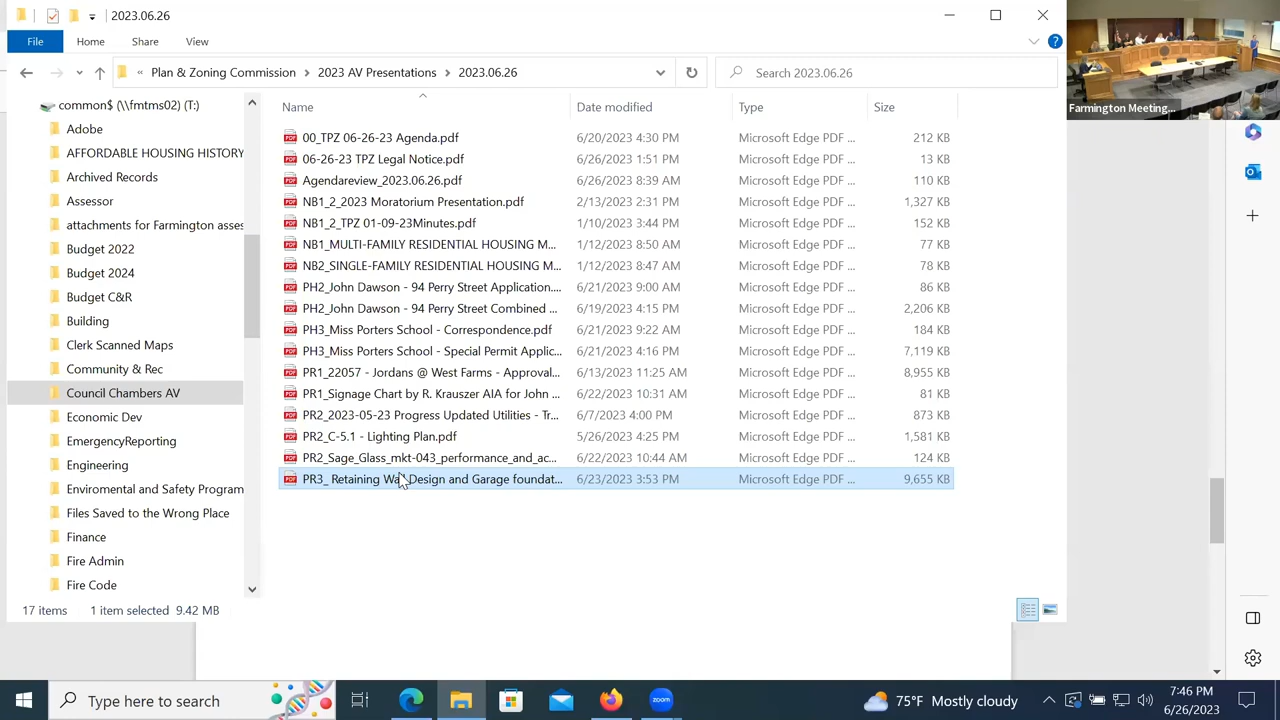 2023.06.26
File Home Share View
« Plan & Zoning Commission > 2023 AV Presentations > 2023.06.26 Search 2023.06.26
Farmington Meeting...
common$ (\\fmtms02) (T:)
Adobe
AFFORDABLE HOUSING HISTORY
Archived Records
Assessor
attachments for Farmington asses
Budget 2022
Budget 2024
Budget C&R
Building
Clerk Scanned Maps
Community & Rec
Council Chambers AV
Economic Dev
EmergencyReporting
Engineering
Enviromental and Safety Program
Files Saved to the Wrong Place
Finance
Fire Admin
Fire Code
Name Date modified Type Size
00_TPZ 06-26-23 Agenda.pdf 6/20/2023 4:30 PM Microsoft Edge PDF ... 212 KB
06-26-23 TPZ Legal Notice.pdf 6/26/2023 1:51 PM Microsoft Edge PDF ... 13 KB
Agendareview_2023.06.26.pdf 6/26/2023 8:39 AM Microsoft Edge PDF ... 110 KB
NB1_2_2023 Moratorium Presentation.pdf 2/13/2023 2:31 PM Microsoft Edge PDF ... 1,327 KB
NB1_2_TPZ 01-09-23Minutes.pdf 1/10/2023 3:44 PM Microsoft Edge PDF ... 152 KB
NB1_MULTI-FAMILY RESIDENTIAL HOUSING M... 1/12/2023 8:50 AM Microsoft Edge PDF ... 77 KB
NB2_SINGLE-FAMILY RESIDENTIAL HOUSING M... 1/12/2023 8:47 AM Microsoft Edge PDF ... 78 KB
PH2_John Dawson - 94 Perry Street Application.... 6/21/2023 9:00 AM Microsoft Edge PDF ... 86 KB
PH2_John Dawson - 94 Perry Street Combined ... 6/19/2023 4:15 PM Microsoft Edge PDF ... 2,206 KB
PH3_Miss Porters School - Correspondence.pdf 6/21/2023 9:22 AM Microsoft Edge PDF ... 184 KB
PH3_Miss Porters School - Special Permit Applic... 6/21/2023 4:16 PM Microsoft Edge PDF ... 7,119 KB
PR1_22057 - Jordans @ West Farms - Approval... 6/13/2023 11:25 AM Microsoft Edge PDF ... 8,955 KB
PR1_Signage Chart by R. Krauszer AIA for John ... 6/22/2023 10:31 AM Microsoft Edge PDF ... 81 KB
PR2_2023-05-23 Progress Updated Utilities - Tr... 6/7/2023 4:00 PM Microsoft Edge PDF ... 873 KB
PR2_C-5.1 - Lighting Plan.pdf 5/26/2023 4:25 PM Microsoft Edge PDF ... 1,581 KB
PR2_Sage_Glass_mkt-043_performance_and_ac... 6/22/2023 10:44 AM Microsoft Edge PDF ... 124 KB
PR3_ Retaining Wall Design and Garage foundat... 6/23/2023 3:53 PM Microsoft Edge PDF ... 9,655 KB
17 items 1 item selected 9.42 MB
Type here to search
zoom
75°F Mostly cloudy
7:46 PM
6/26/2023